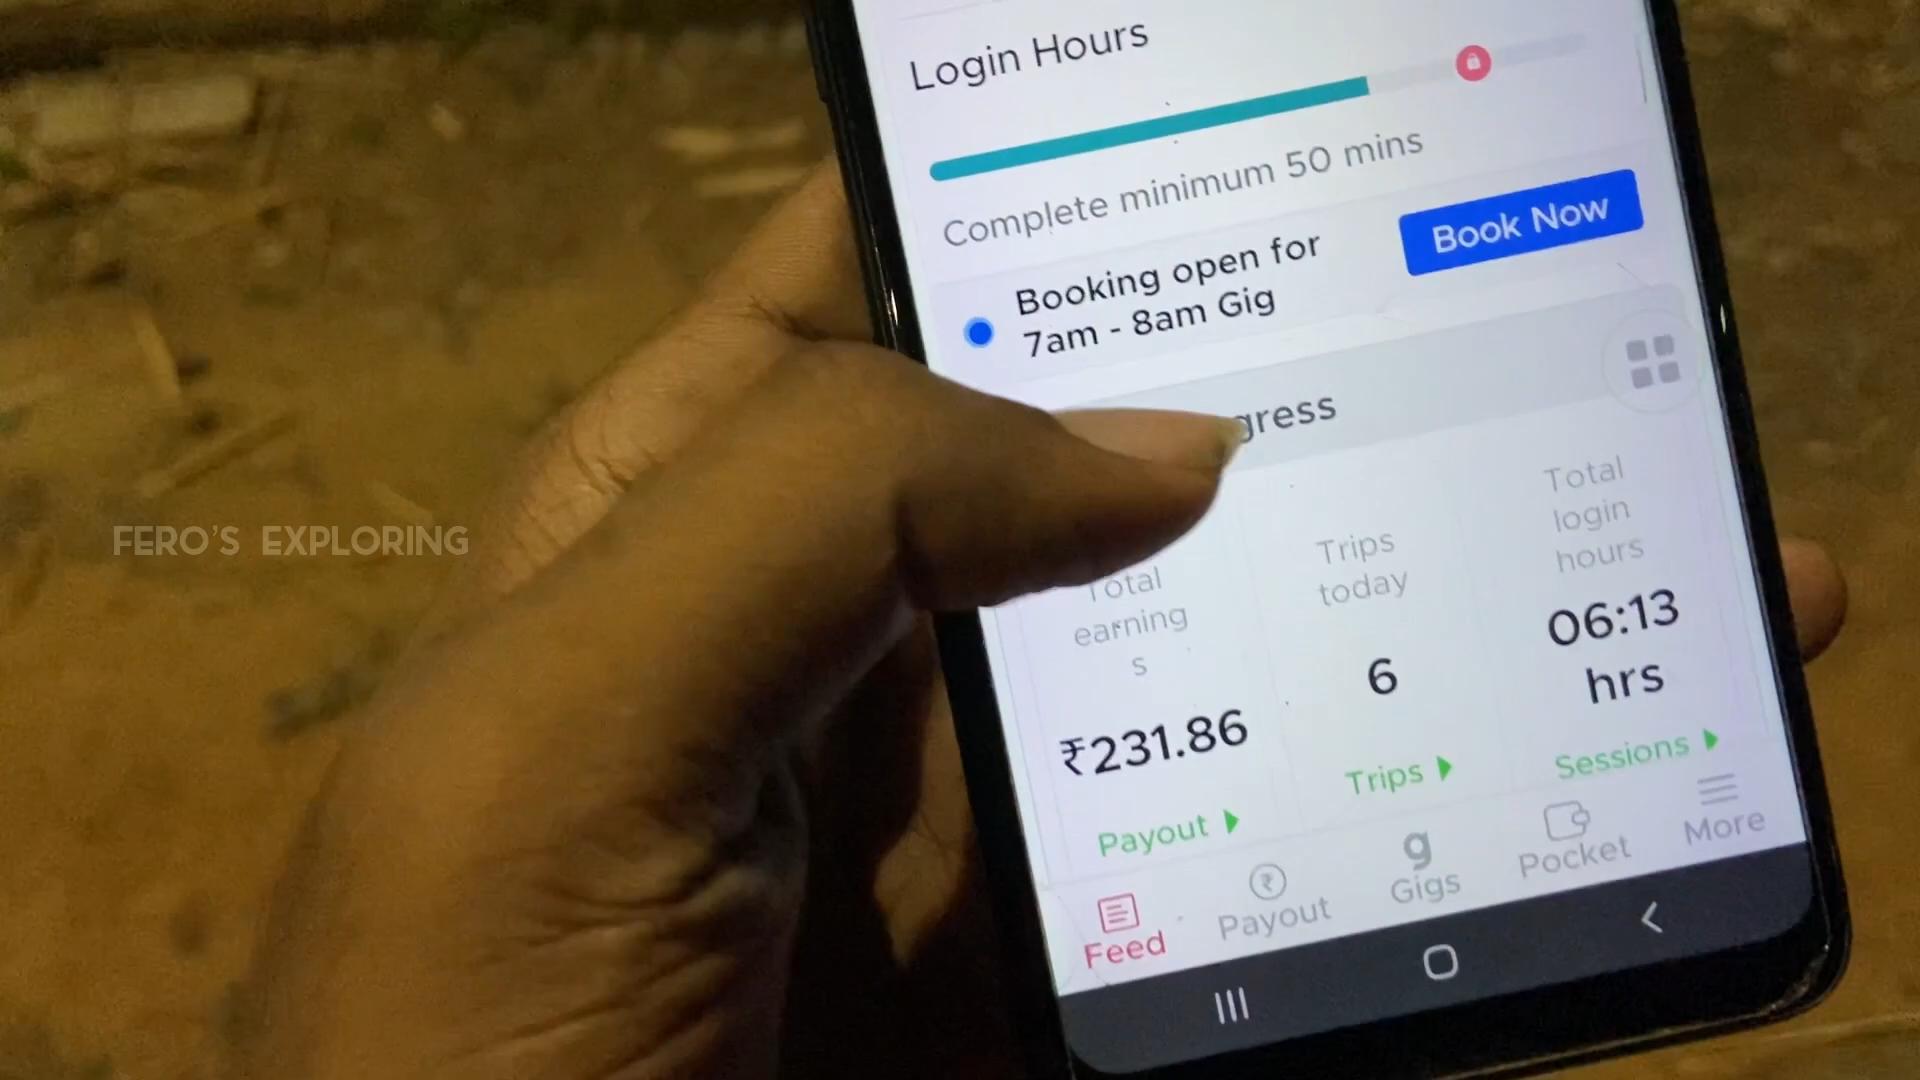 Login Hours
Complete minimum 50 mins
Booking open for
7am - 8am Gig
Book Now
gress
Total
earning
s
₹231.86
Payout
Trips
today
6
Trips
Total
login
hours
06:13
hrs
Sessions
Feed
Payout
g
Gigs
Pocket
More
FERO'S EXPLORING